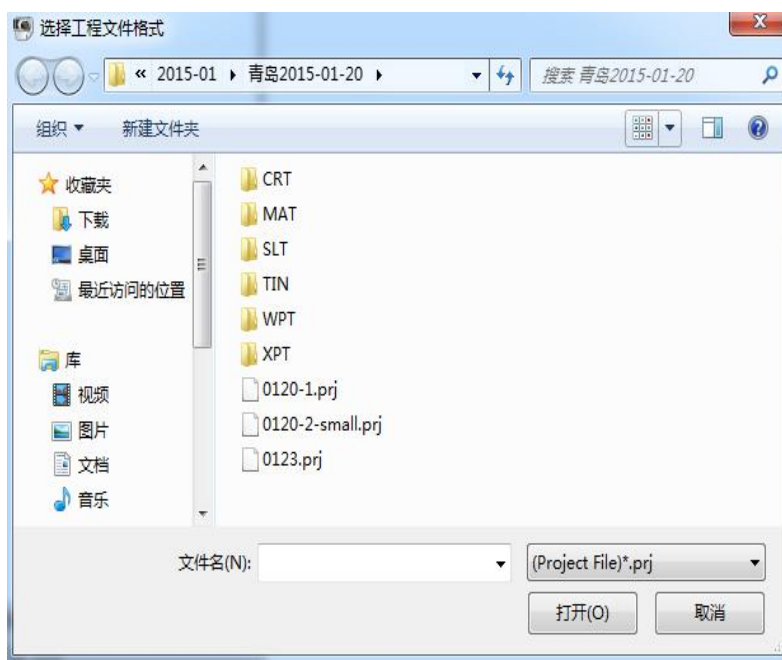 选择工程文件格式
« 2015-01 ▸ 青岛2015-01-20 ▸
搜索 青岛2015-01-20
组织 ▼ 新建文件夹
收藏夹
下载
桌面
最近访问的位置
库
视频
图片
文档
音乐
CRT
MAT
SLT
TIN
WPT
XPT
0120-1.prj
0120-2-small.prj
0123.prj
文件名(N):
(Project File)*.prj
打开(O) 取消